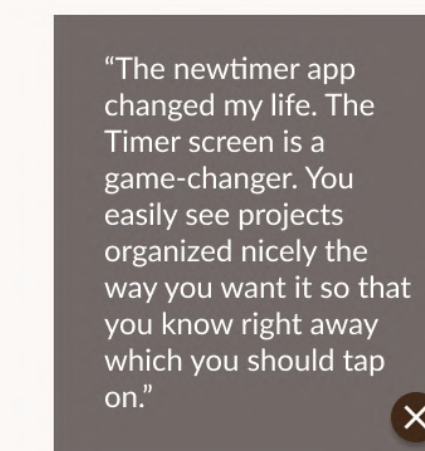 “The newtimer app
changed my life. The
Timer screen is a
game-changer. You
easily see projects
organized nicely the
way you want it so that
you know right away
which you should tap
on.”